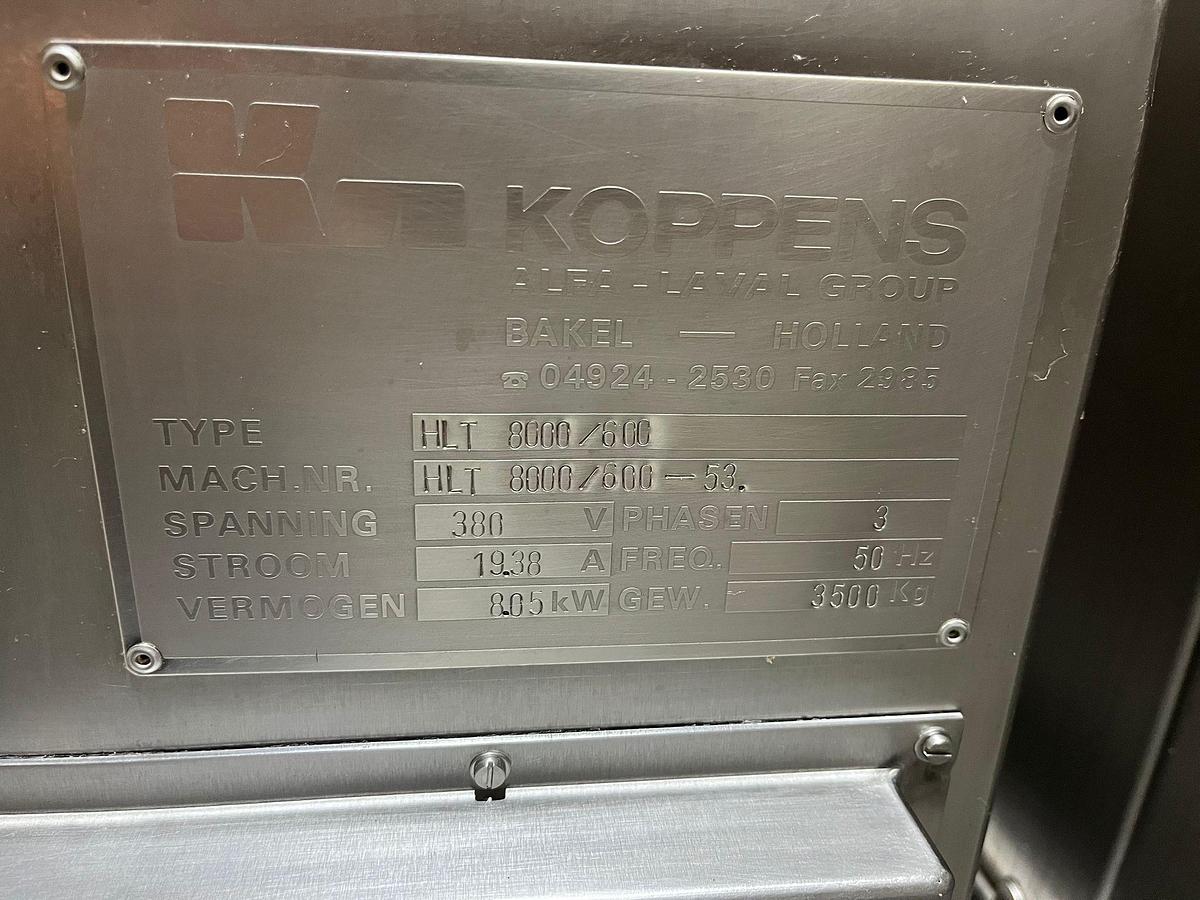 KOPPENS
ALFA - LAVAL GROUP
BAKEL — HOLLAND
☎ 04924 - 2530 Fax 2985
TYPE HLT 8000/600
MACH.NR. HLT 8000/600-53.
SPANNING 380 V PHASEN 3
STROOM 19.38 A FREQ. 50 Hz
VERMOGEN 8.05 kW GEW. 3500 Kg